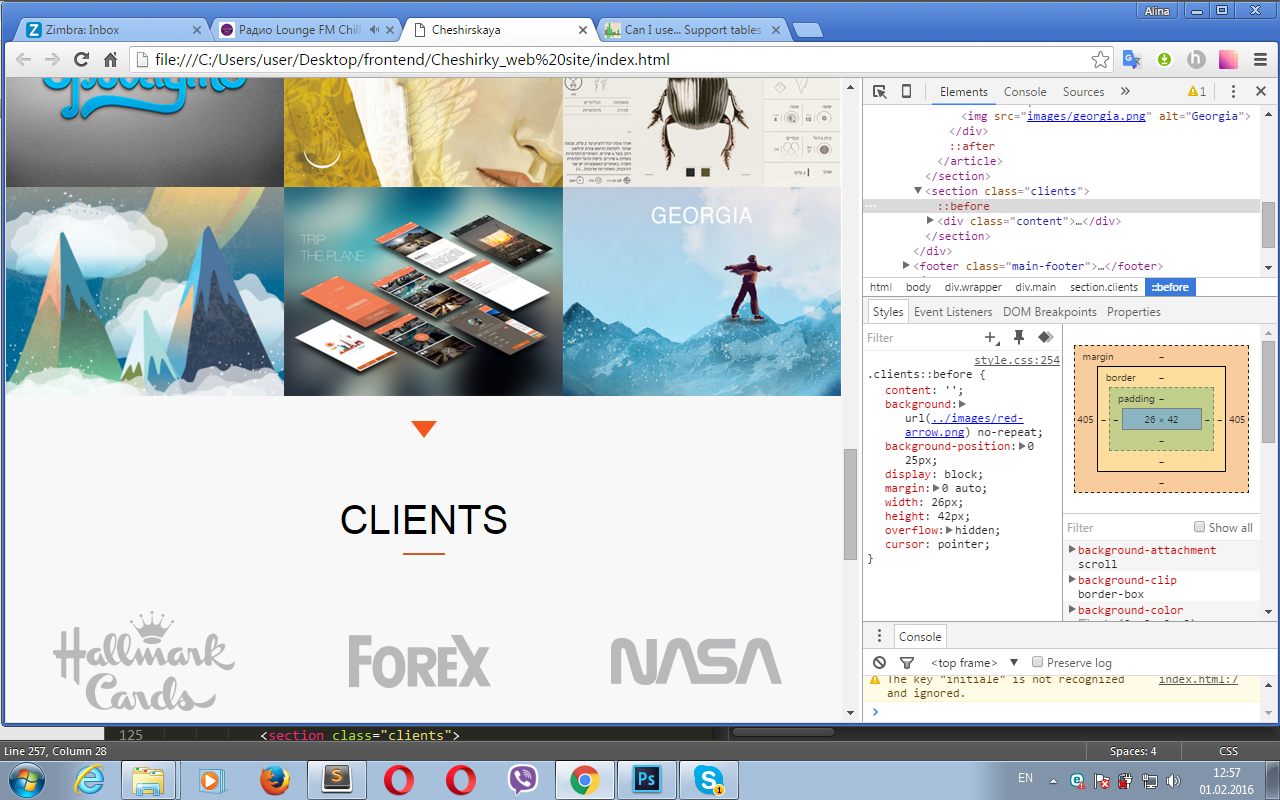 Alina
Zimbra: Inbox
Радио Lounge FM Chill
Cheshirskaya
Can I use... Support tables
file:///C:/Users/user/Desktop/frontend/Cheshirky_web%20site/index.html
Elements Console Sources » 1
<img src="images/georgia.png" alt="Georgia">
</div>
::after
</article>
</section>
<section class="clients">
::before
<div class="content">…</div>
</section>
</div>
<footer class="main-footer">…</footer>
html body div.wrapper div.main section.clients ::before
Styles Event Listeners DOM Breakpoints Properties
Filter
style.css:254
.clients::before {
content: '';
background:
url(../images/red-
arrow.png) no-repeat;
background-position: 0
25px;
display: block;
margin: 0 auto;
width: 26px;
height: 42px;
overflow: hidden;
cursor: pointer;
}
margin –
border –
padding –
405 – – 26 × 42 – – 405
–
–
–
Filter Show all
background-attachment
scroll
background-clip
border-box
background-color
Console
<top frame> Preserve log
The key "initiale" is not recognized index.html:7
and ignored.
TRIP
THE PLANE
GEORGIA
CLIENTS
Hallmark
Cards
FOREX
NASA
125 <section class="clients">
Line 257, Column 28 Spaces: 4 CSS
EN
12:57
01.02.2016